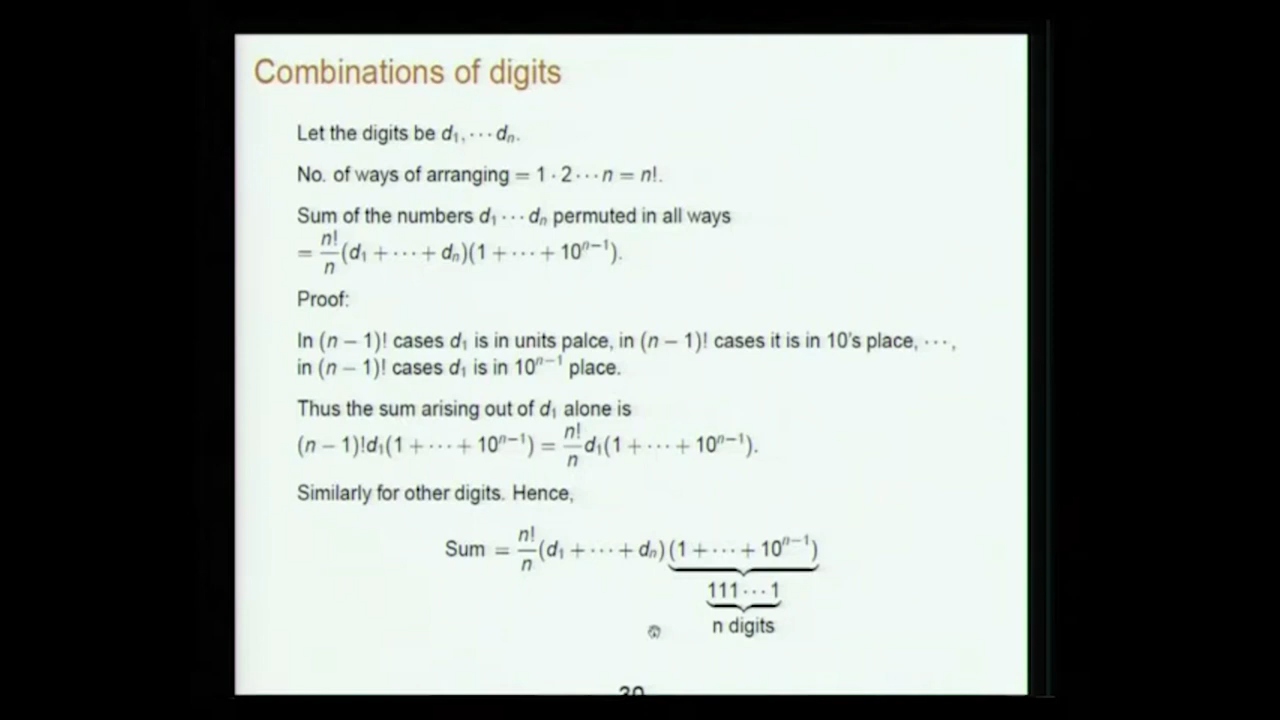 Combinations of digits
Let the digits be d₁, ⋯ dₙ.
No. of ways of arranging = 1 · 2 ⋯ n = n!.
Sum of the numbers d₁ ⋯ dₙ permuted in all ways
= n!/n (d₁ + ⋯ + dₙ)(1 + ⋯ + 10ⁿ⁻¹).
Proof:
In (n − 1)! cases d₁ is in units palce, in (n − 1)! cases it is in 10's place, ⋯,
in (n − 1)! cases d₁ is in 10ⁿ⁻¹ place.
Thus the sum arising out of d₁ alone is
(n − 1)!d₁(1 + ⋯ + 10ⁿ⁻¹) = n!/n d₁(1 + ⋯ + 10ⁿ⁻¹).
Similarly for other digits. Hence,
Sum = n!/n (d₁ + ⋯ + dₙ) (1 + ⋯ + 10ⁿ⁻¹)
111 ⋯ 1
n digits